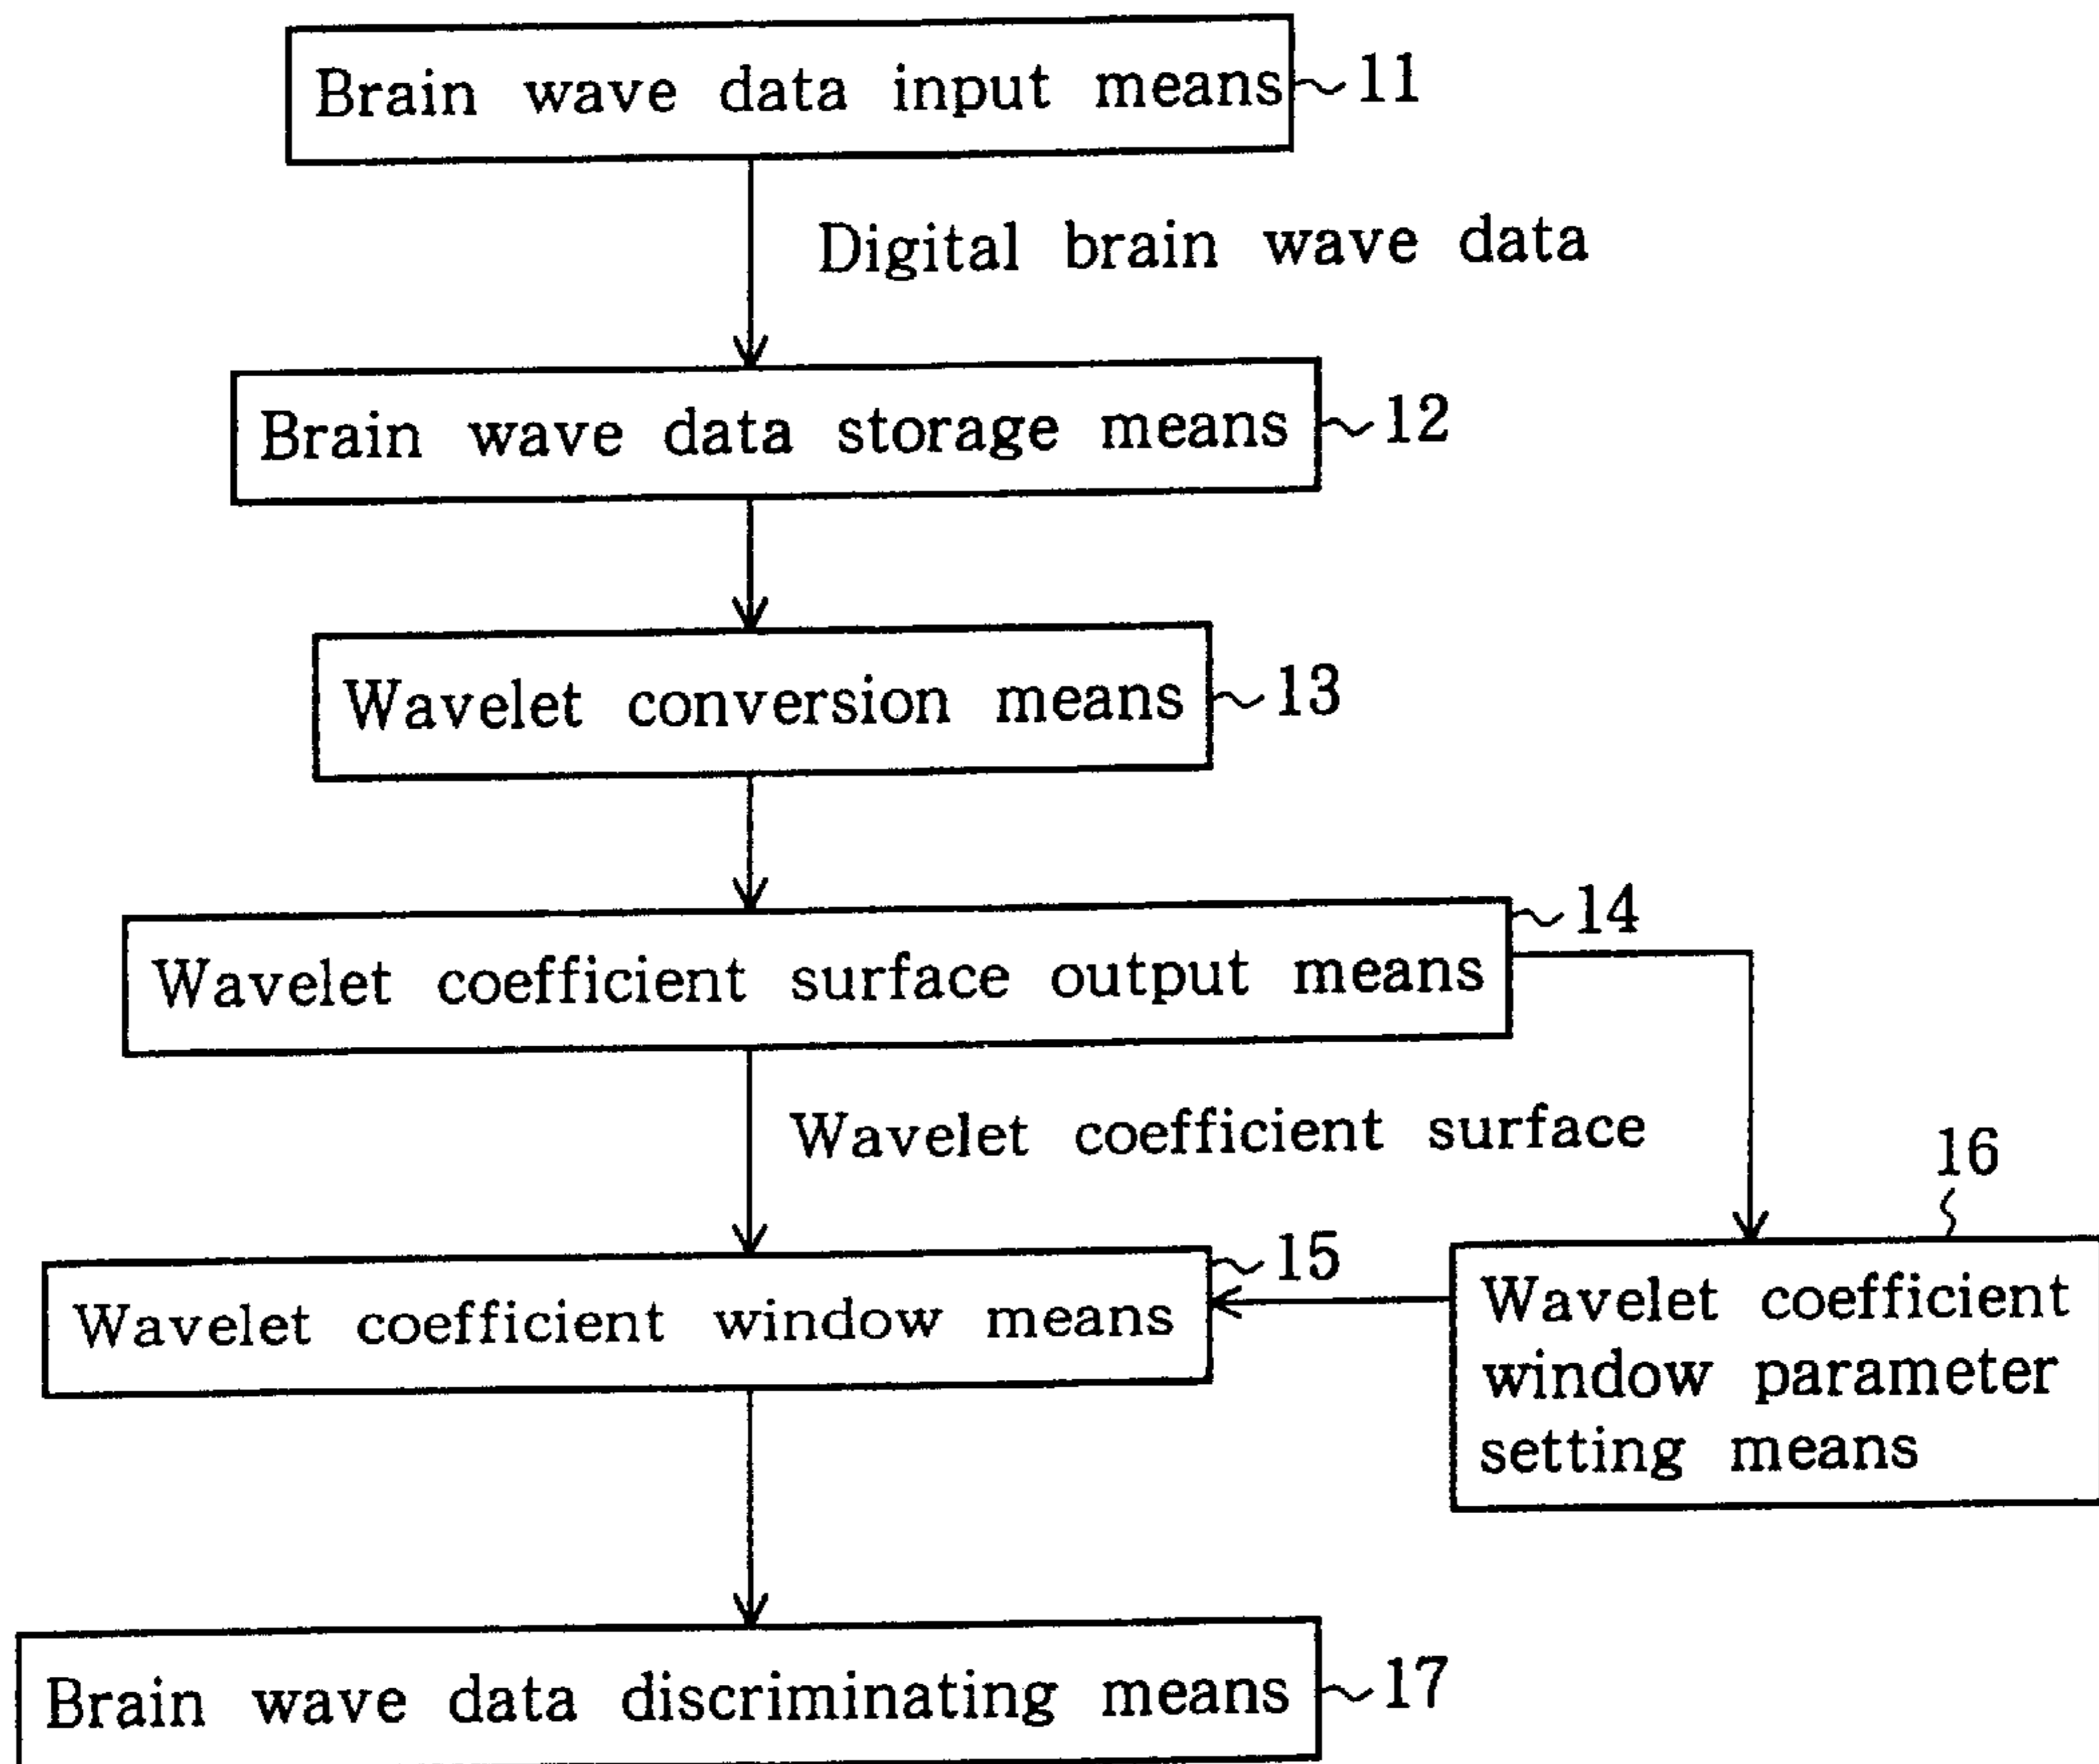 Brain wave data input means 11
Digital brain wave data
Brain wave data storage means 12
Wavelet conversion means 13
Wavelet coefficient surface output means 14
Wavelet coefficient surface
16
Wavelet coefficient window means 15
Wavelet coefficient
window parameter
setting means
Brain wave data discriminating means 17